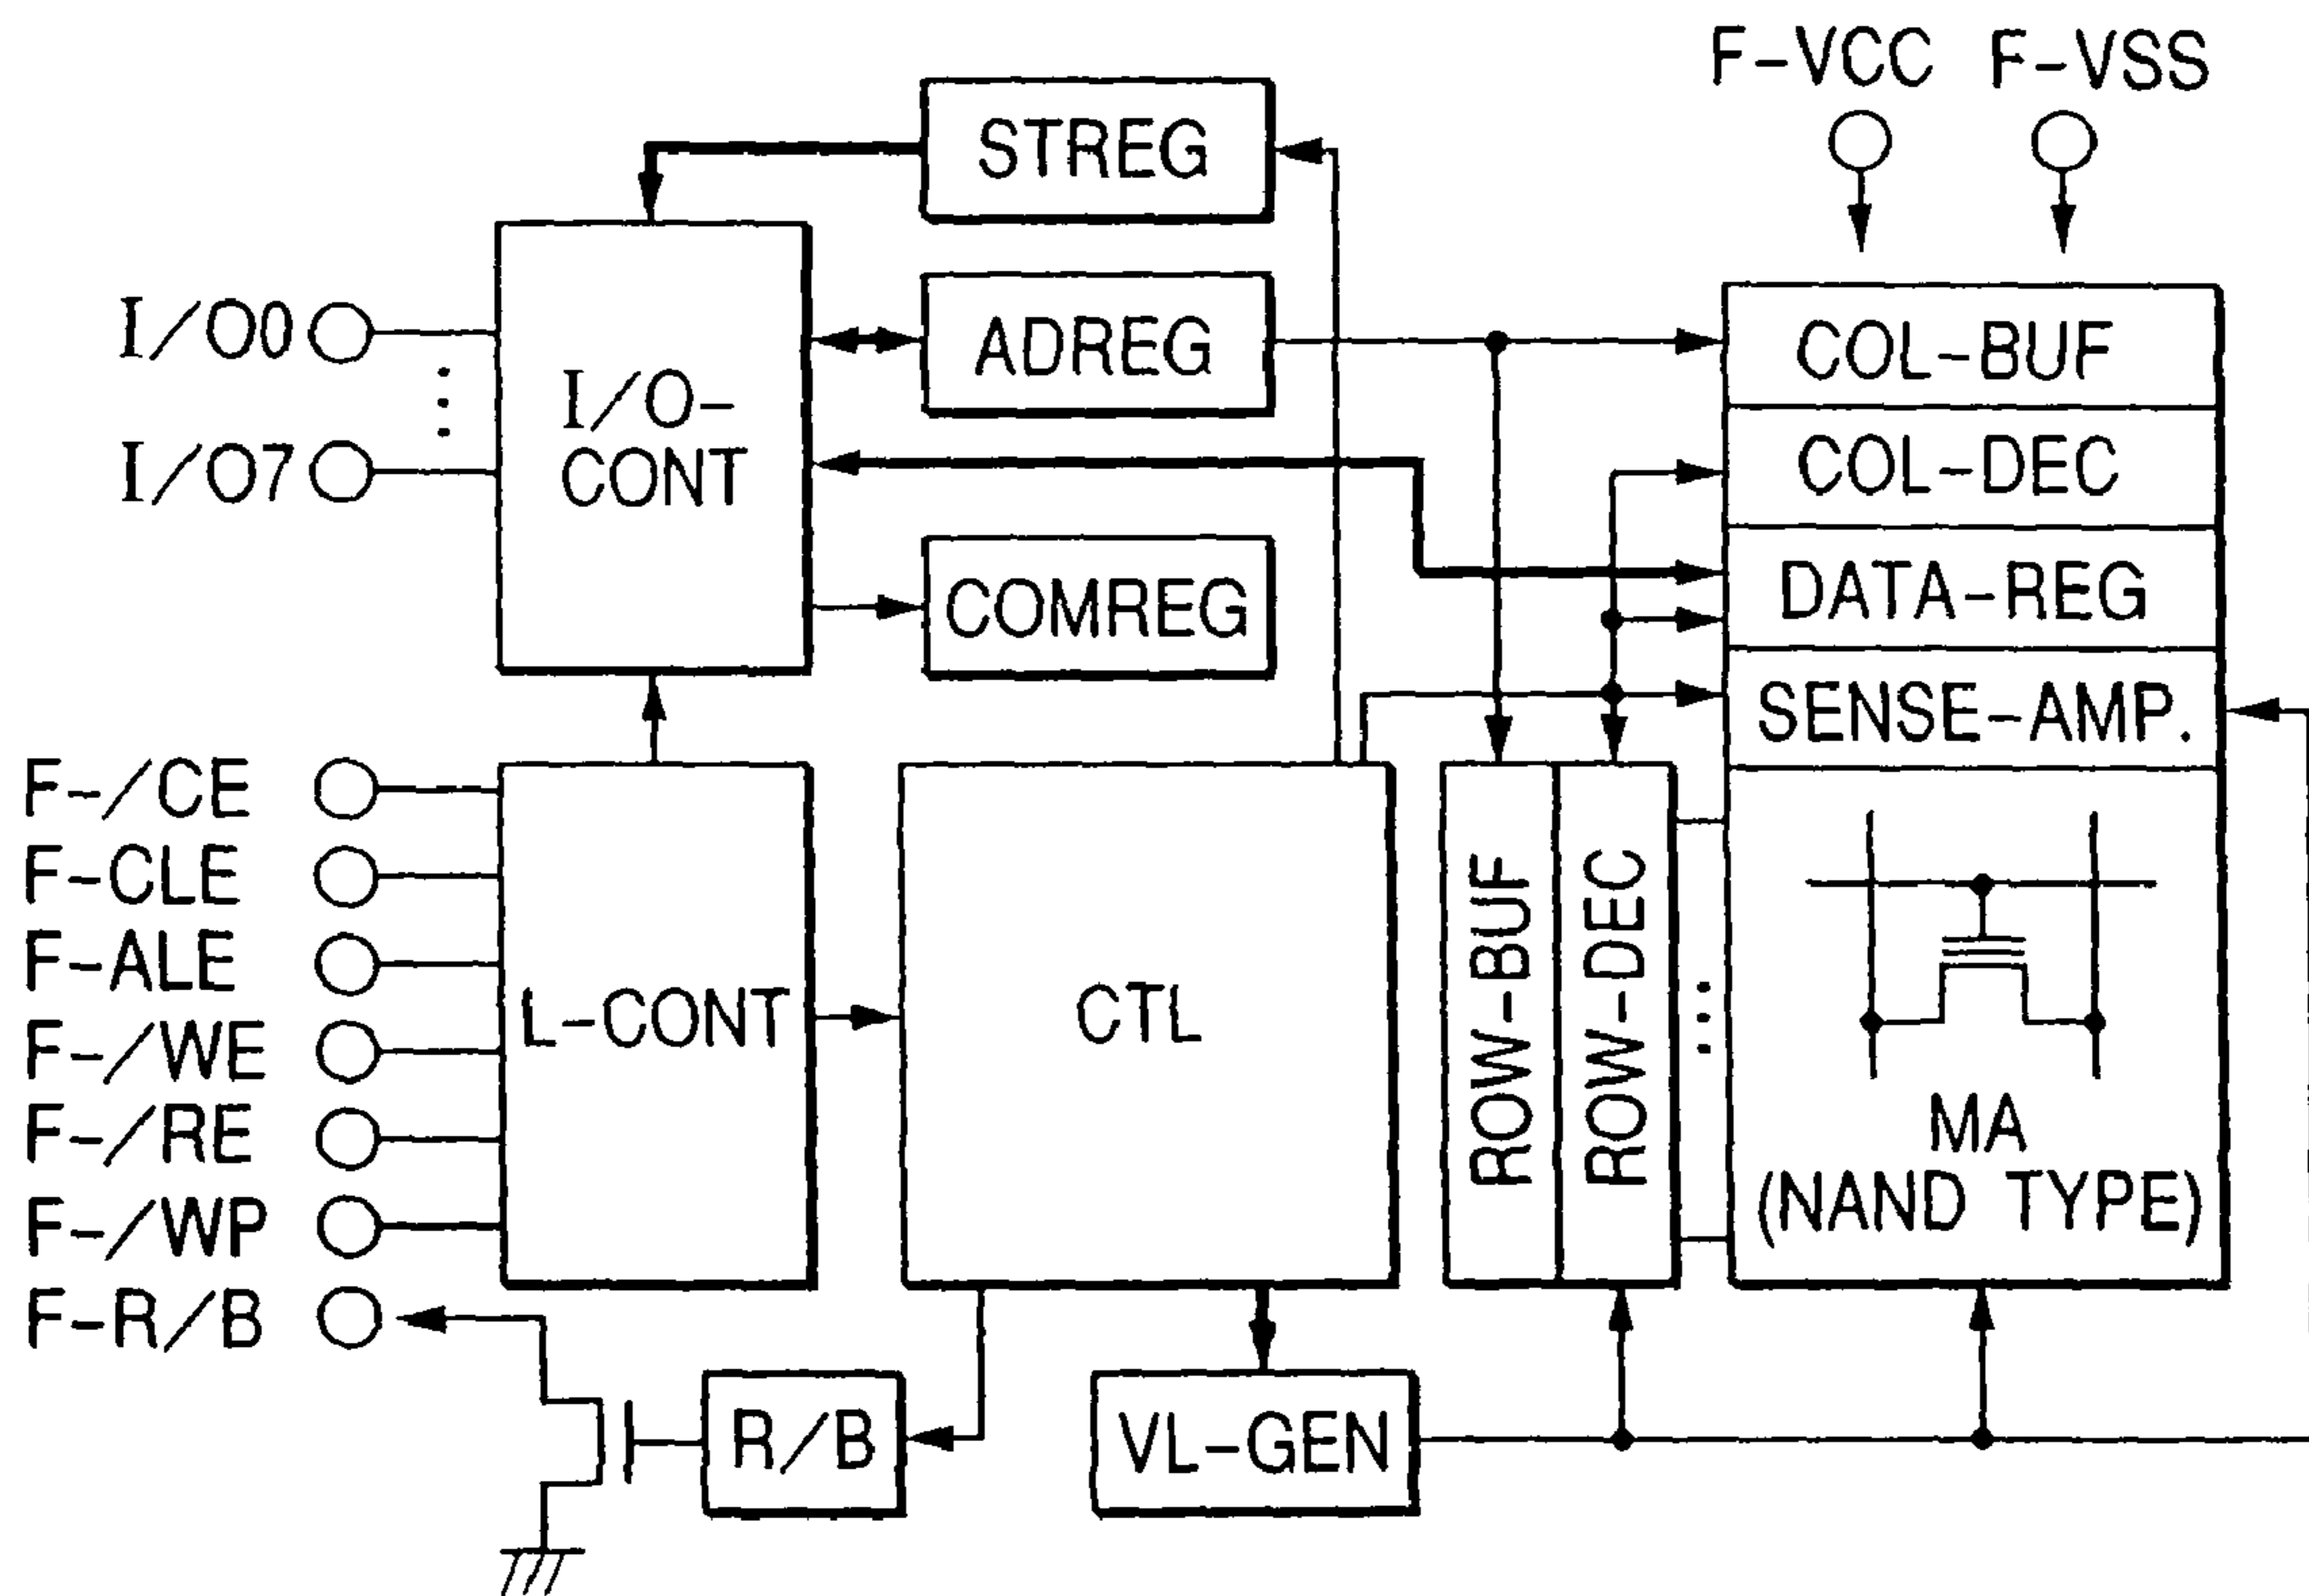 F-VCC F-VSS
STREG
I/O0
I/O7
I/O-
CONT
ADREG
COMREG
COL-BUF
COL-DEC
DATA-REG
SENSE-AMP.
F-/CE
F-CLE
F-ALE
F-/WE
F-/RE
F-/WP
F-R/B
L-CONT
CTL
ROW-BUF
ROW-DEC
MA
(NAND TYPE)
R/B
VL-GEN